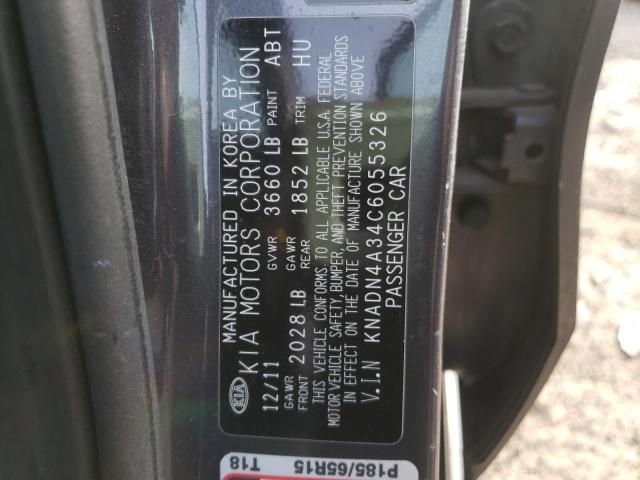 KIA
MANUFACTURED IN KOREA BY
KIA MOTORS CORPORATION
12/11 GVWR 3660 LB PAINT ABT
GAWR FRONT 2028 LB GAWR REAR 1852 LB TRIM HU
THIS VEHICLE CONFORMS TO ALL APPLICABLE U.S.A. FEDERAL
MOTOR VEHICLE SAFETY, BUMPER, AND THEFT PREVENTION STANDARDS
IN EFFECT ON THE DATE OF MANUFACTURE SHOWN ABOVE
V.I.N KNADN4A34C6055326
PASSENGER CAR
T18
P185/65R15